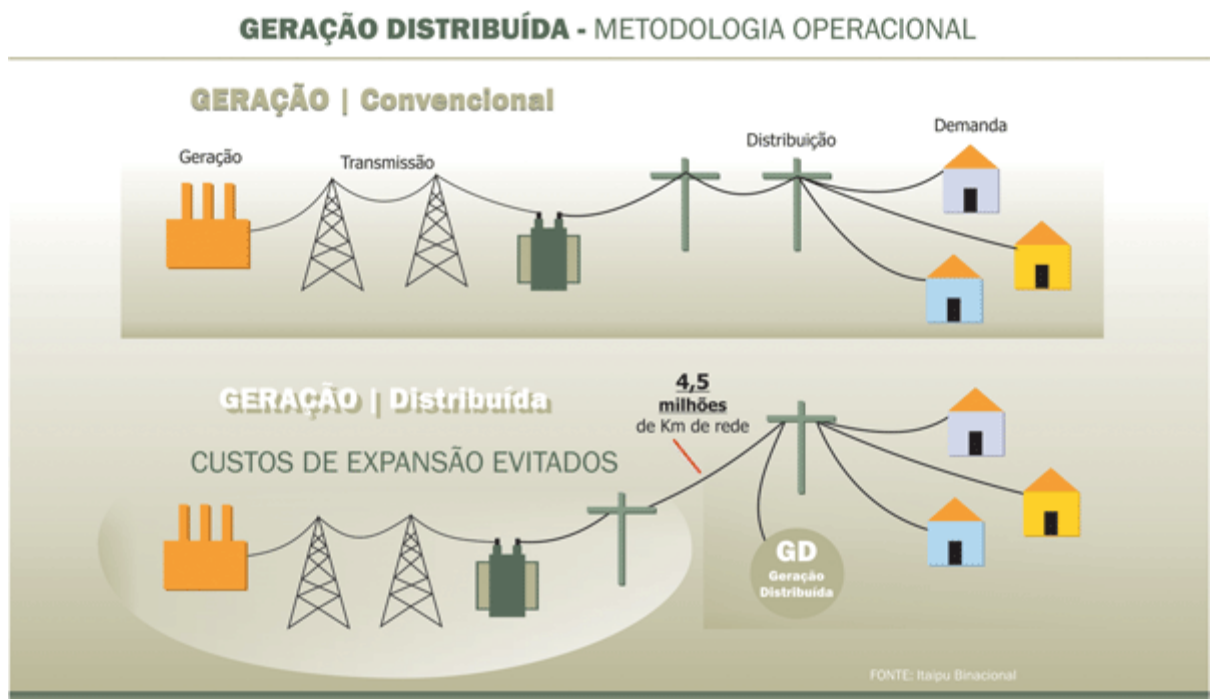 GERAÇÃO DISTRIBUÍDA - METODOLOGIA OPERACIONAL
GERAÇÃO | Convencional
Geração
Transmissão
Distribuição
Demanda
GERAÇÃO | Distribuída
CUSTOS DE EXPANSÃO EVITADOS
4,5
milhões
de Km de rede
GD
Geração
Distribuída
FONTE: Itaipu Binacional